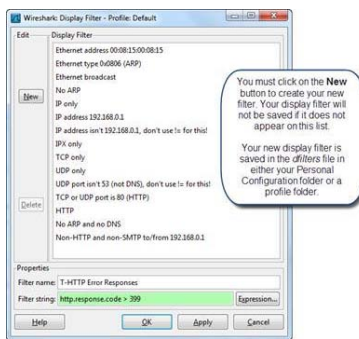 Wireshark: Display Filter - Profile: Default
Edit
Display Filter
Ethernet address 00:08:15:00:08:15
Ethernet type 0x0806 (ARP)
Ethernet broadcast
No ARP
IP only
IP address 192.168.0.1
IP address isn't 192.168.0.1, don't use != for this!
IPX only
TCP only
UDP only
UDP port isn't 53 (not DNS), don't use != for this!
TCP or UDP port is 80 (HTTP)
HTTP
No ARP and no DNS
Non-HTTP and non-SMTP to/from 192.168.0.1
New
Delete
You must click on the New
button to create your new
filter. Your display filter will
not be saved if it does not
appear on this list.
Your new display filter is
saved in the dfilters file in
either your Personal
Configuration folder or a
profile folder.
Properties
Filter name: T-HTTP Error Responses
Filter string: http.response.code > 399
Expression...
Help
OK
Apply
Cancel